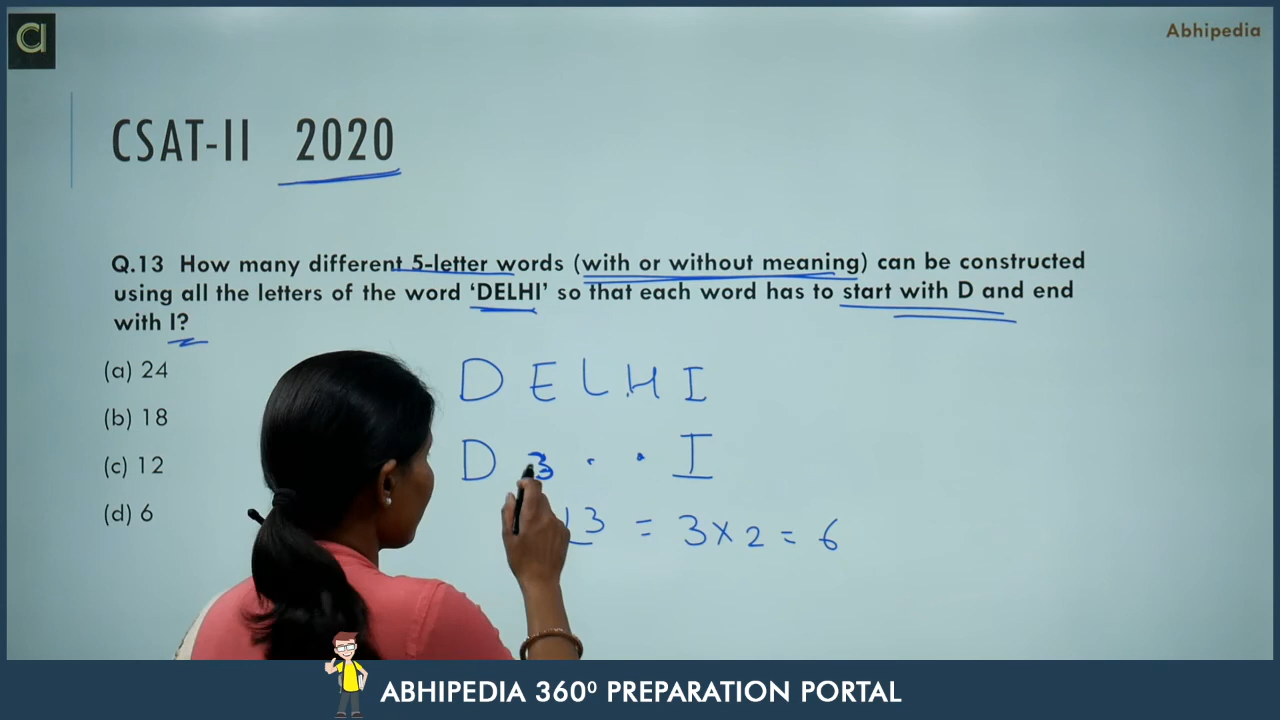 Abhipedia
CSAT-II 2020
Q.13 How many different 5-letter words (with or without meaning) can be constructed
using all the letters of the word ‘DELHI’ so that each word has to start with D and end
with I?
(a) 24
(b) 18
(c) 12
(d) 6
D E L H I
D 3 · · I
3 = 3 × 2 = 6
ABHIPEDIA 360⁰ PREPARATION PORTAL